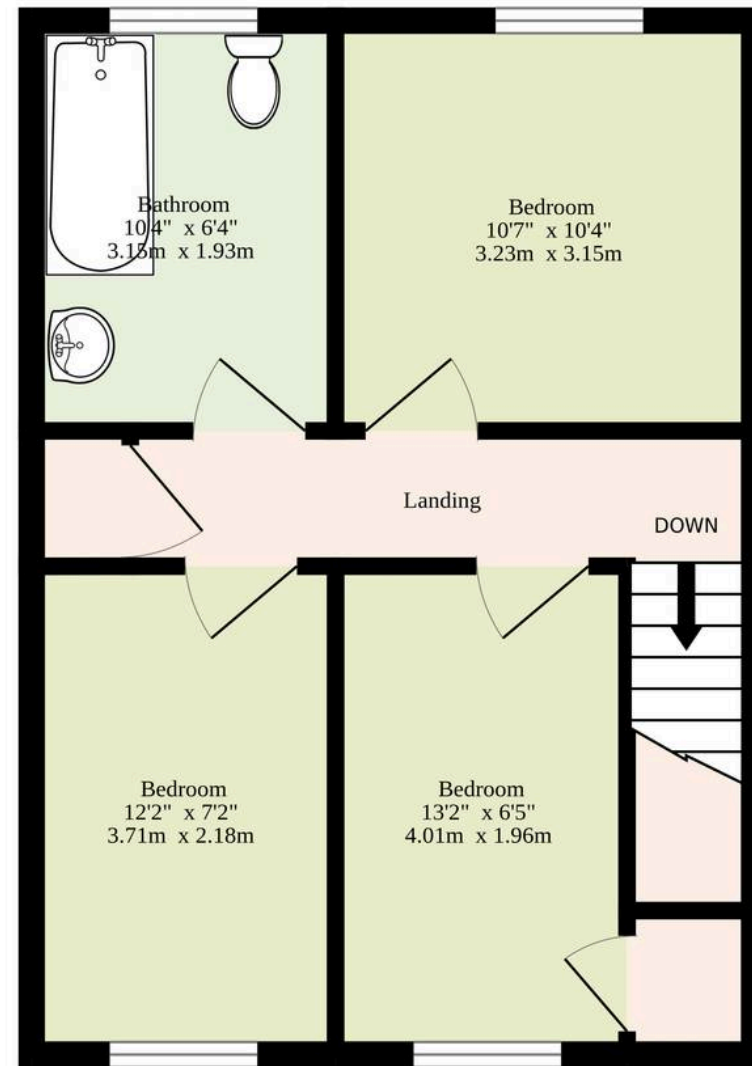 Bathroom
10'4" x 6'4"
3.15m x 1.93m
Bedroom
10'7" x 10'4"
3.23m x 3.15m
Landing
DOWN
Bedroom
12'2" x 7'2"
3.71m x 2.18m
Bedroom
13'2" x 6'5"
4.01m x 1.96m